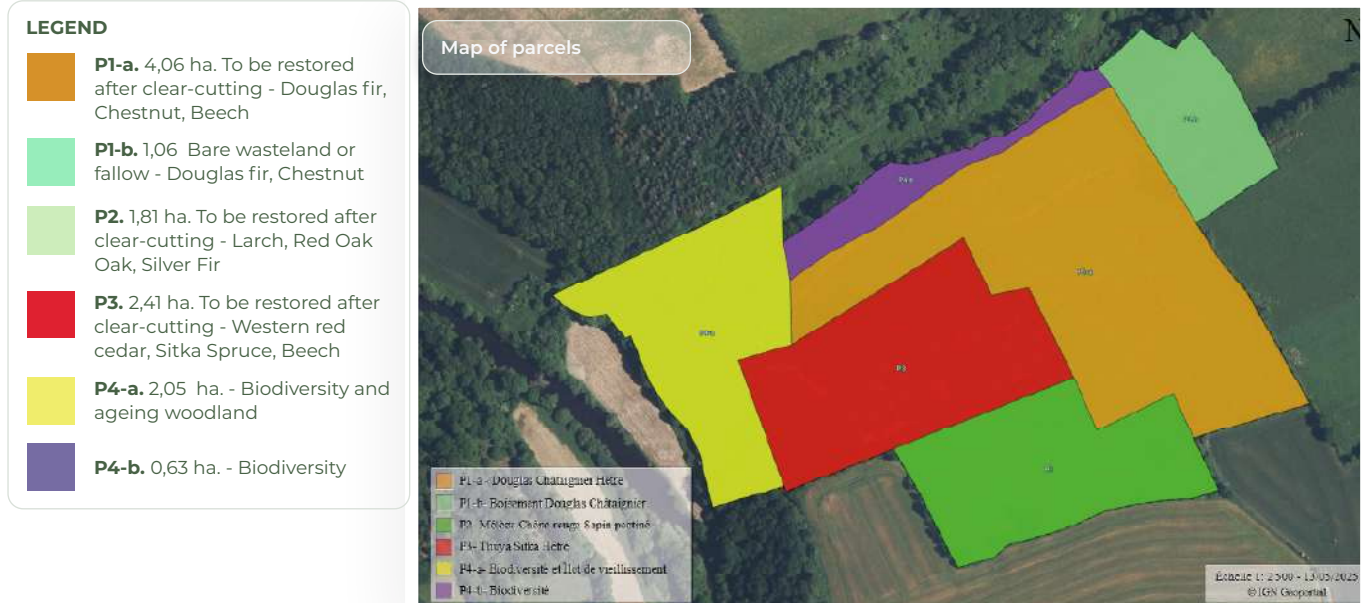 LEGEND
P1-a. 4,06 ha. To be restored
after clear-cutting - Douglas fir,
Chestnut, Beech
P1-b. 1,06 Bare wasteland or
fallow - Douglas fir, Chestnut
P2. 1,81 ha. To be restored after
clear-cutting - Larch, Red Oak
Oak, Silver Fir
P3. 2,41 ha. To be restored after
clear-cutting - Western red
cedar, Sitka Spruce, Beech
P4-a. 2,05 ha. - Biodiversity and
ageing woodland
P4-b. 0,63 ha. - Biodiversity
Map of parcels
N
P4-b
P3
P1-a - Douglas Châtaignier Hêtre
P1-b- Boisement Douglas Châtaignier
P2- Mélèze Chêne rouge Sapin pectiné
P3- Thuya Sitka Hêtre
P4-a- Biodiversité et Îlot de vieillissement
P4-b- Biodiversité
Échelle 1: 2 500 - 13/05/2025
© IGN Geoportail